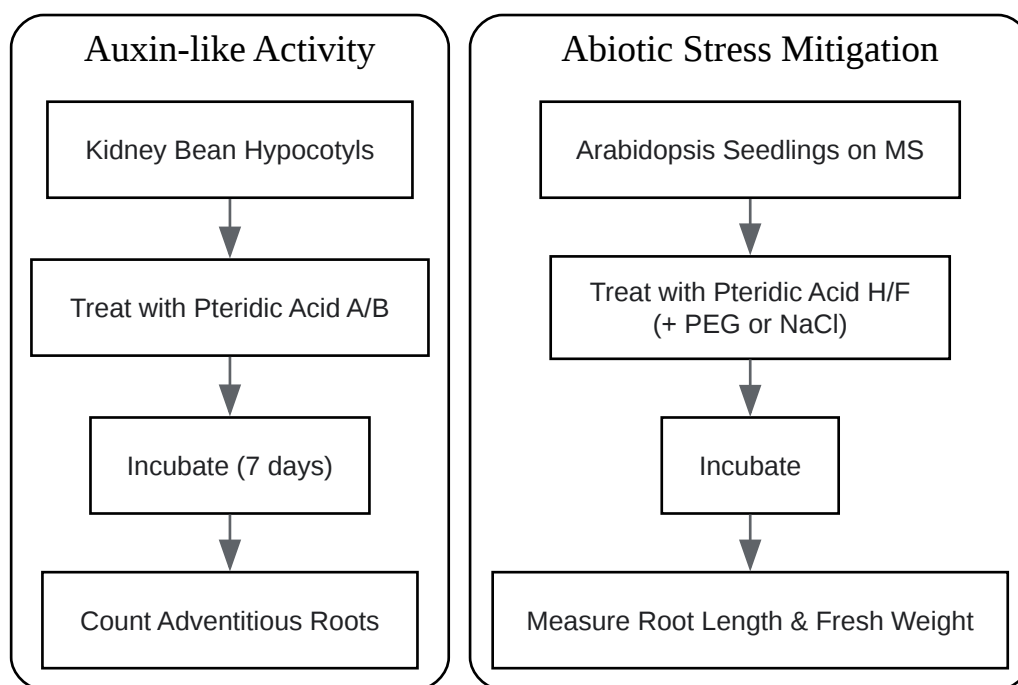 Auxin-like Activity
Kidney Bean Hypocotyls
Treat with Pteridic Acid A/B
Incubate (7 days)
Count Adventitious Roots
Abiotic Stress Mitigation
Arabidopsis Seedlings on MS
Treat with Pteridic Acid H/F
(+ PEG or NaCl)
Incubate
Measure Root Length & Fresh Weight